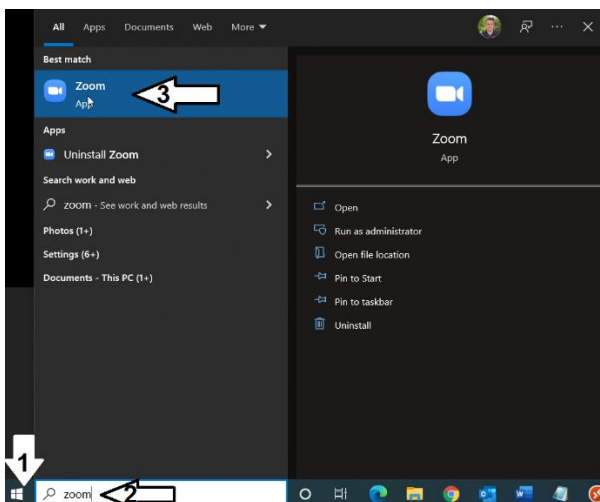 All Apps Documents Web More
Best match
Zoom
App
3
Apps
Uninstall Zoom
Search work and web
zoom - See work and web results
Photos (1+)
Settings (6+)
Documents - This PC (1+)
Zoom
App
Open
Run as administrator
Open file location
Pin to Start
Pin to taskbar
Uninstall
1
zoom
2